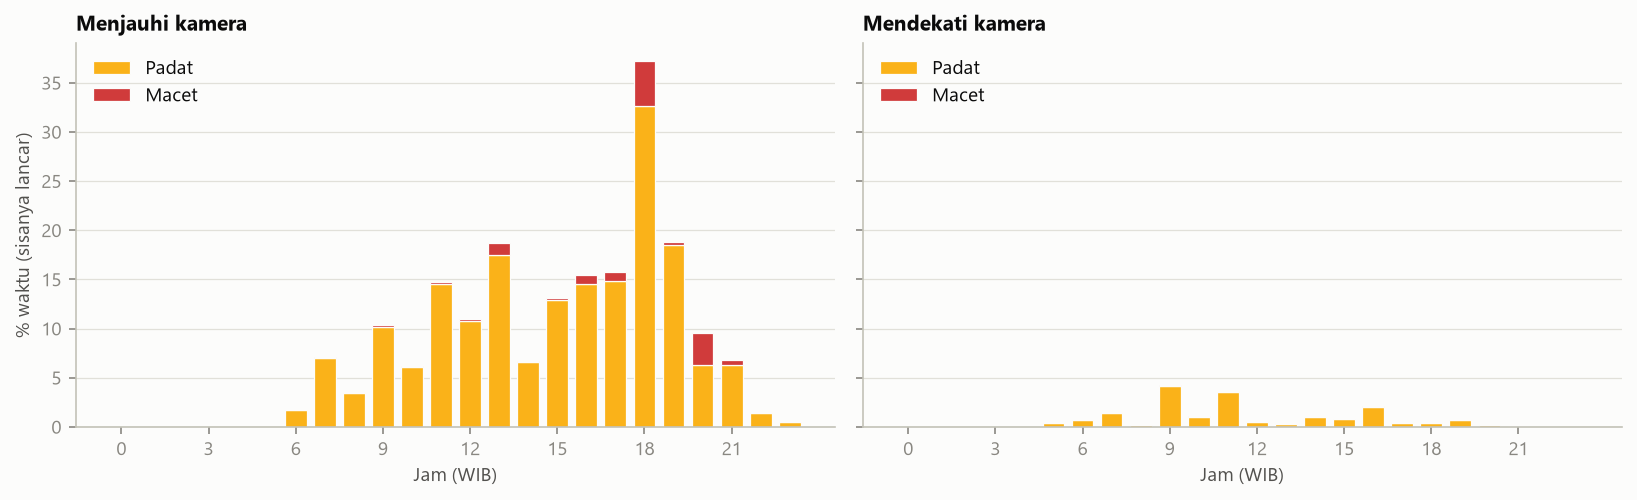 Menjauhi kamera
Padat
Macet
% waktu (sisanya lancar)
35
30
25
20
15
10
5
0
0 3 6 9 12 15 18 21
Jam (WIB)
Mendekati kamera
Padat
Macet
0 3 6 9 12 15 18 21
Jam (WIB)